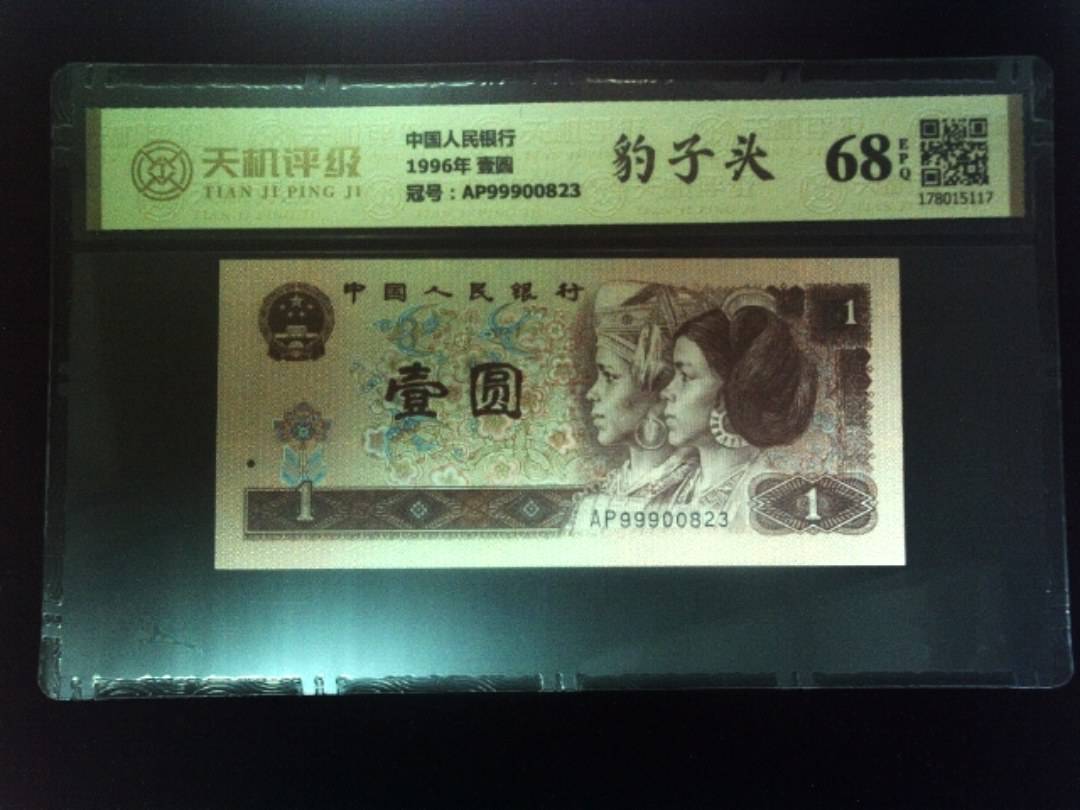 天机评级
TIAN JI PING JI
中国人民银行
1996年 壹圆
冠号：AP99900823
豹子头
68
EPQ
178015117
中国人民银行
1
壹圆
1
AP99900823
1